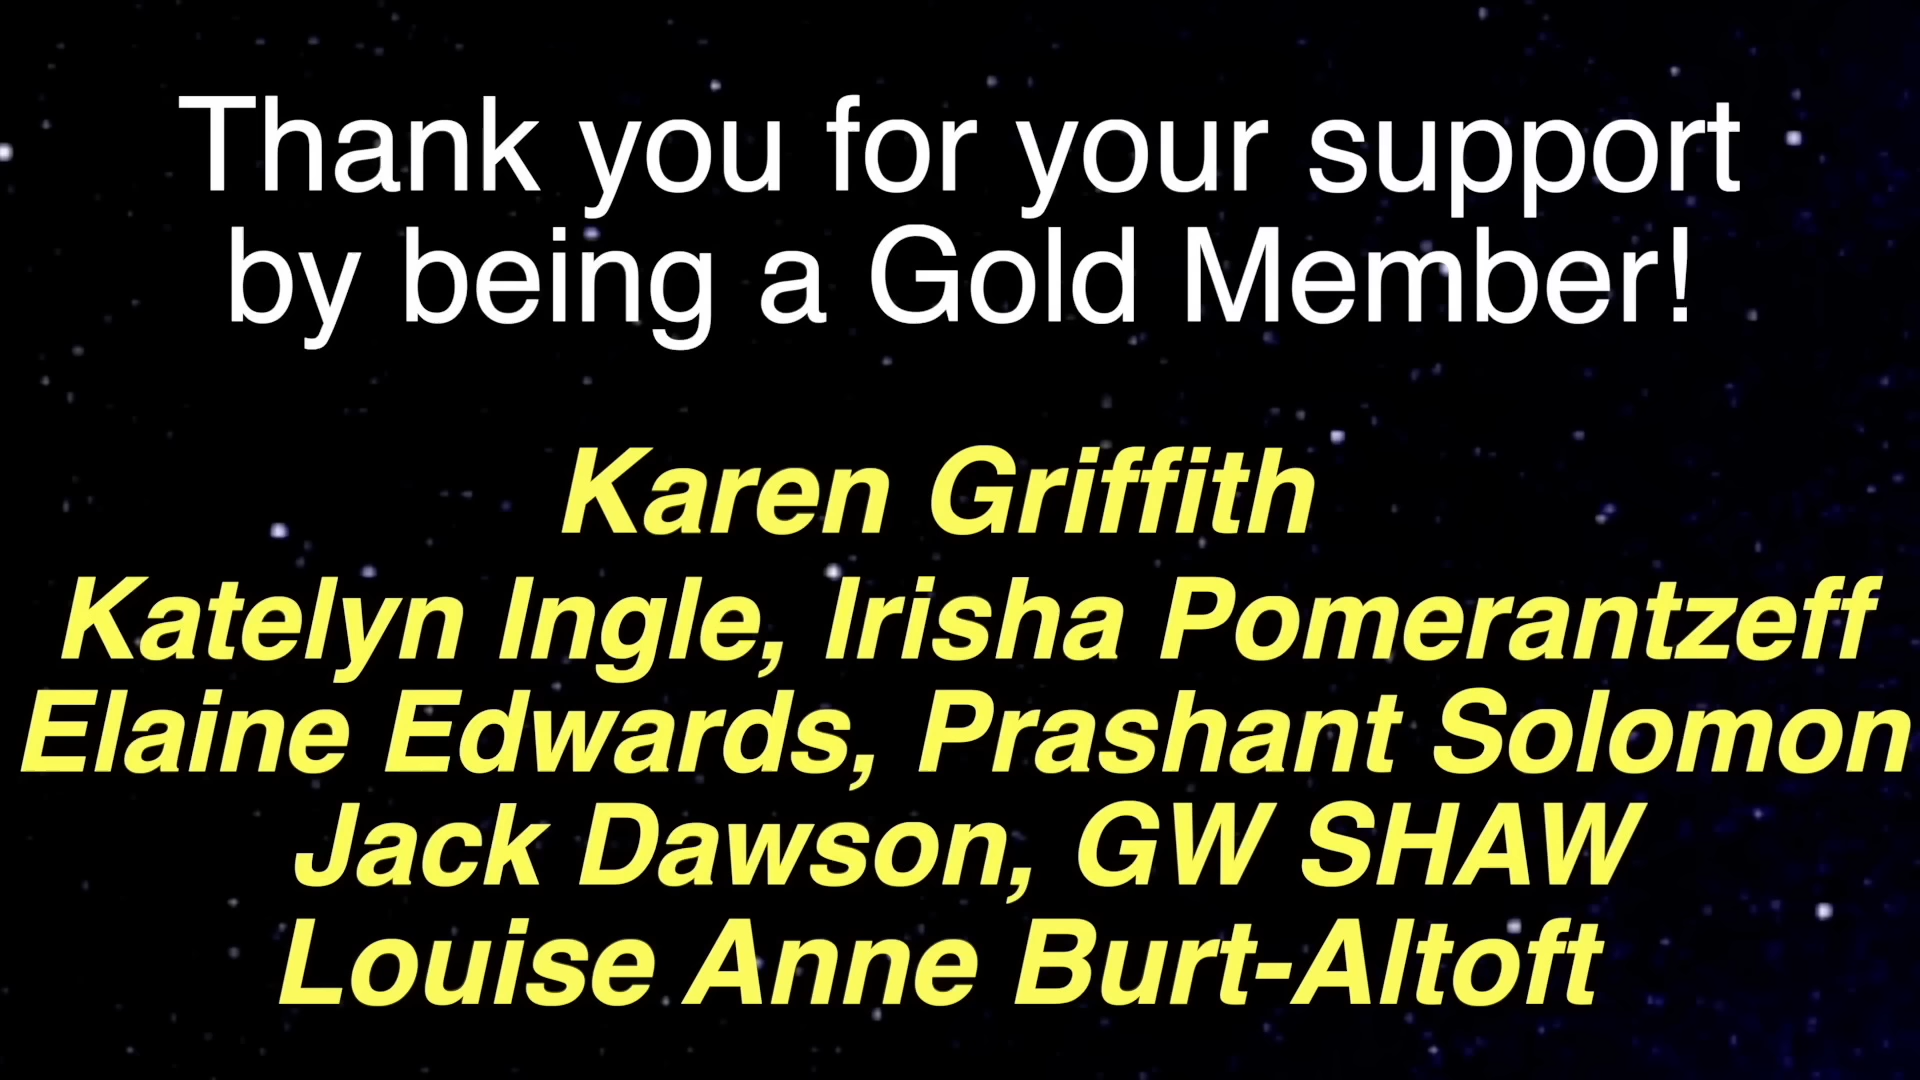 Thank you for your support
by being a Gold Member!
Karen Griffith
Katelyn Ingle, Irisha Pomerantzeff
Elaine Edwards, Prashant Solomon
Jack Dawson, GW SHAW
Louise Anne Burt-Altoft